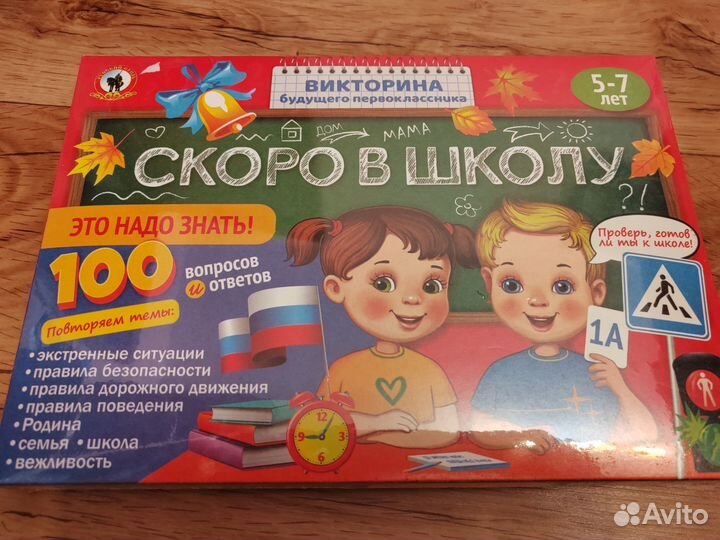 ВИКТОРИНА
будущего первоклассника
5-7
лет
ДОМ
МАМА
СКОРО В ШКОЛУ
?!
ЭТО НАДО ЗНАТЬ!
100 вопросов
и ответов
Повторяем темы:
• экстренные ситуации
• правила безопасности
• правила дорожного движения
• правила поведения
• Родина
• семья • школа
• вежливость
Проверь, готов
ли ты к школе!
1А
Avito